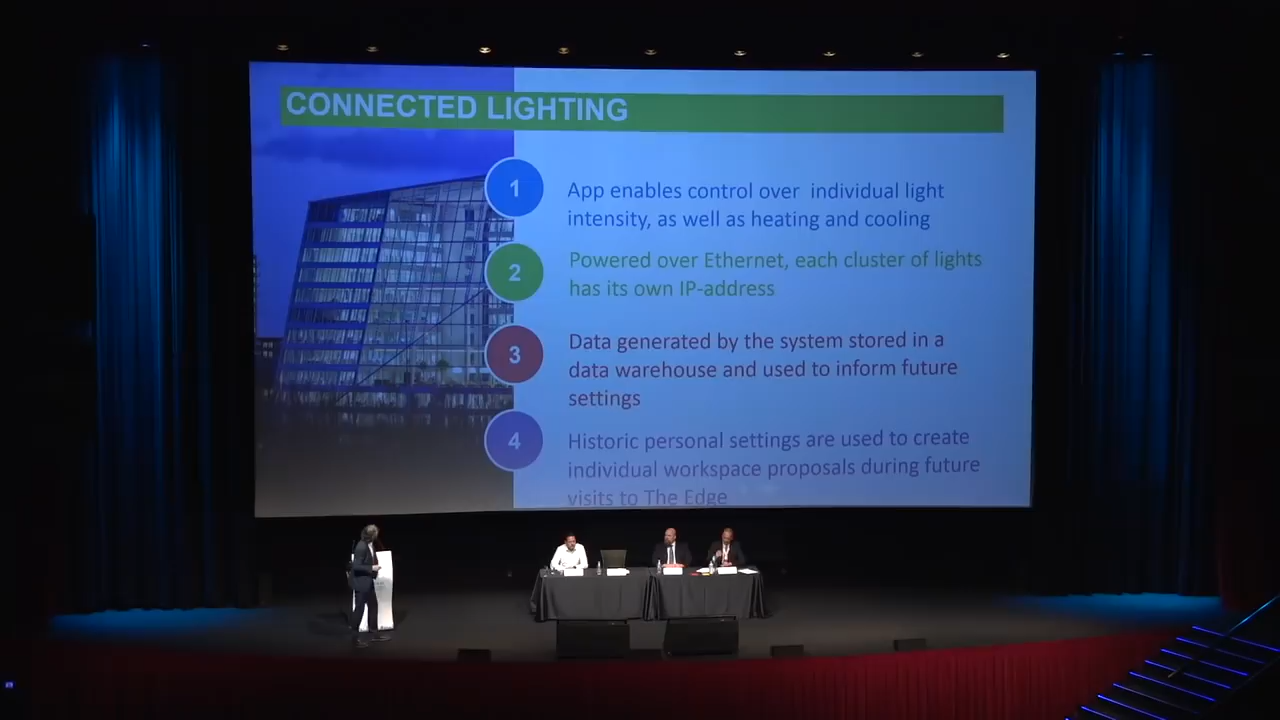 CONNECTED LIGHTING
1
App enables control over individual light
intensity, as well as heating and cooling
2
Powered over Ethernet, each cluster of lights
has its own IP-address
3
Data generated by the system stored in a
data warehouse and used to inform future
settings
4
Historic personal settings are used to create
individual workspace proposals during future
visits to The Edge